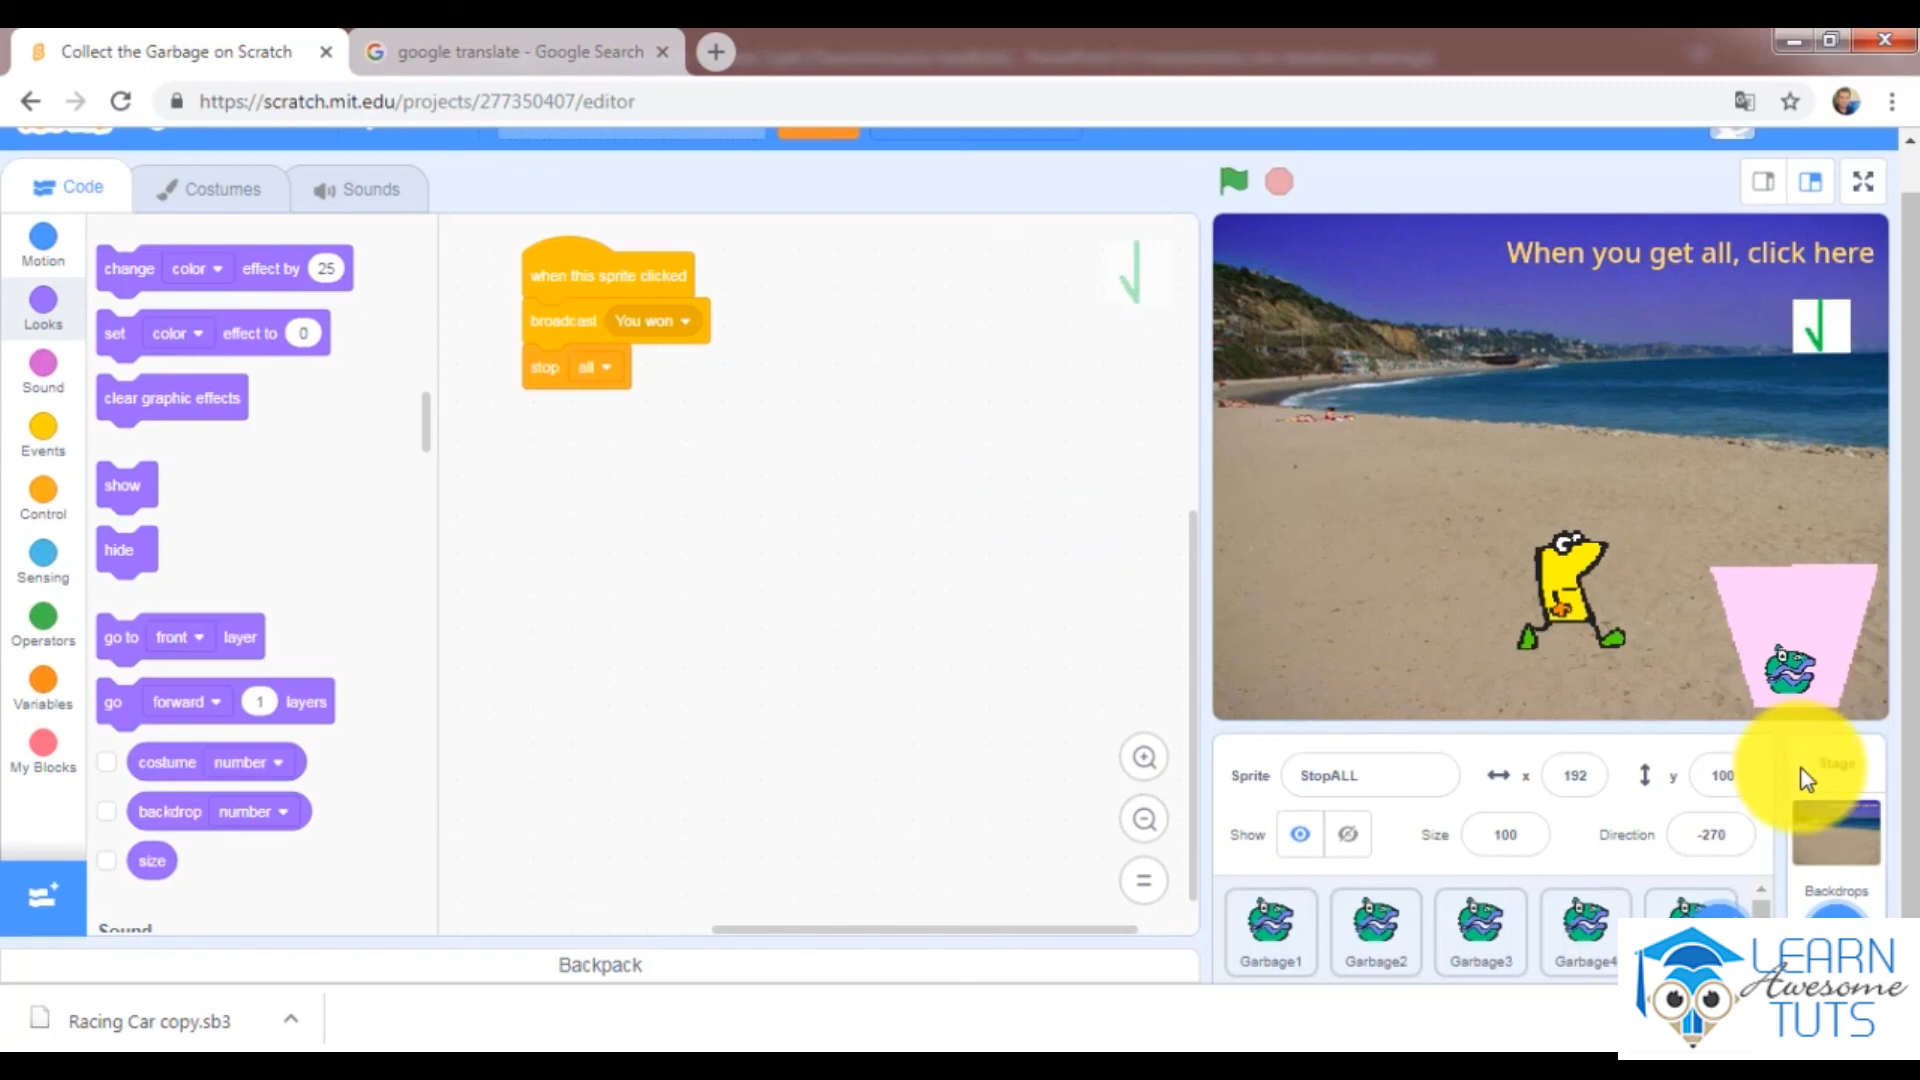 Collect the Garbage on Scratch
google translate - Google Search
https://scratch.mit.edu/projects/277350407/editor
Code
Costumes
Sounds
Motion
Looks
Sound
Events
Control
Sensing
Operators
Variables
My Blocks
change color effect by 25
set color effect to 0
clear graphic effects
show
hide
go to front layer
go forward 1 layers
costume number
backdrop number
size
Sound
when this sprite clicked
broadcast You won
stop all
When you get all, click here
Sprite StopALL x 192 y 100
Show Size 100 Direction -270
Stage
Backdrops
Garbage1
Garbage2
Garbage3
Garbage4
Backpack
Racing Car copy.sb3
LEARN
Awesome
TUTS